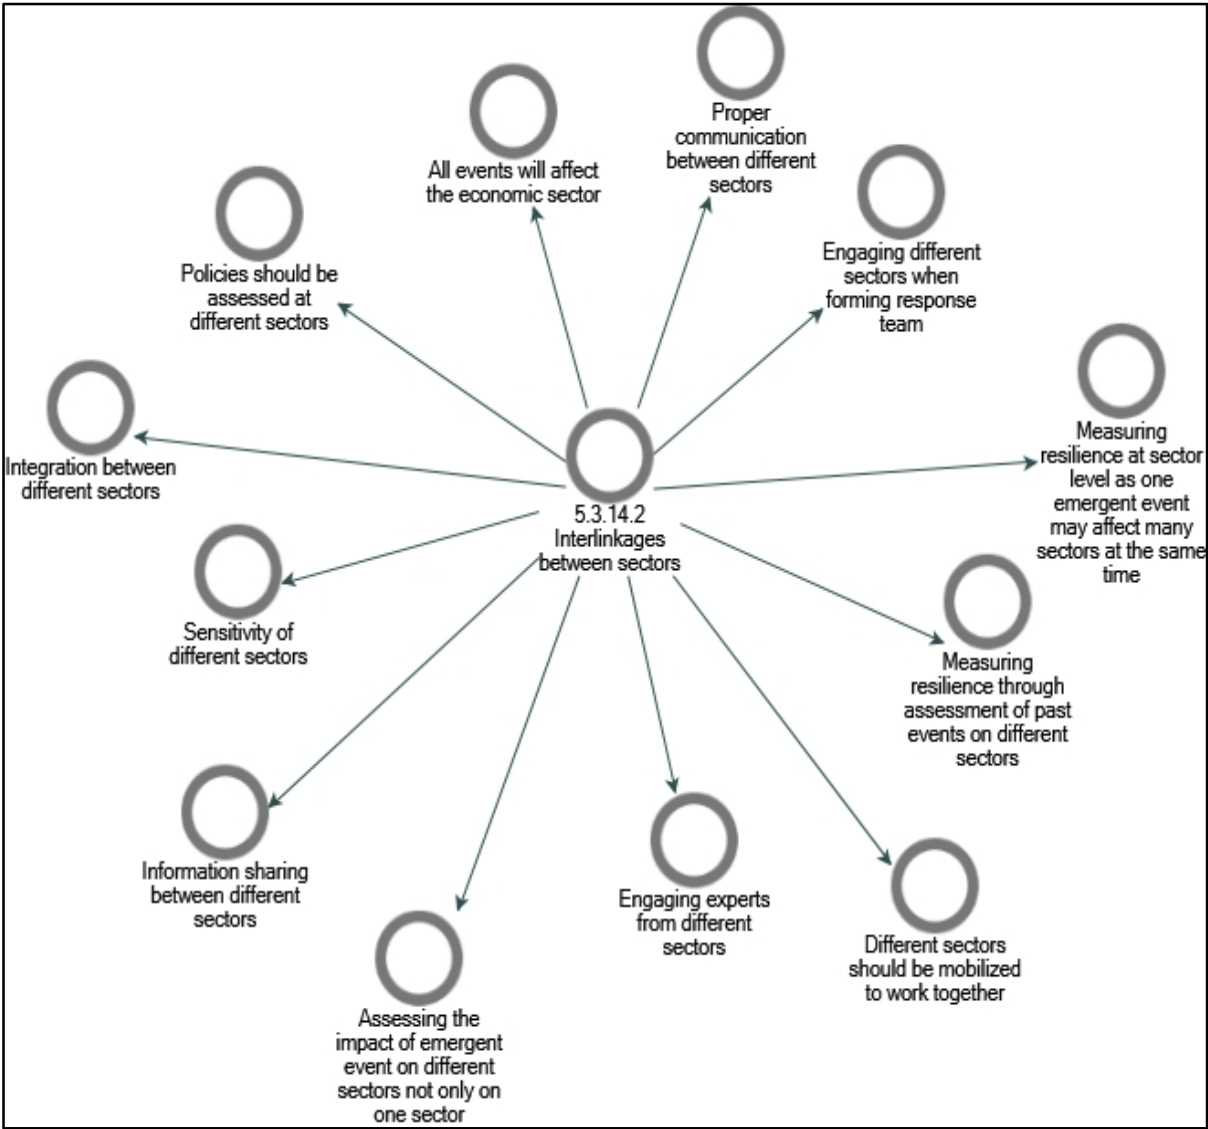 Proper
communication
between different
sectors
All events will affect
the economic sector
Engaging different
sectors when
forming response
team
Policies should be
assessed at
different sectors
Measuring
resilience at sector
level as one
emergent event
may affect many
sectors at the same
time
Integration between
different sectors
5.3.14.2
Interlinkages
between sectors
Sensitivity of
different sectors
Measuring
resilience through
assessment of past
events on different
sectors
Information sharing
between different
sectors
Engaging experts
from different
sectors
Different sectors
should be mobilized
to work together
Assessing the
impact of emergent
event on different
sectors not only on
one sector